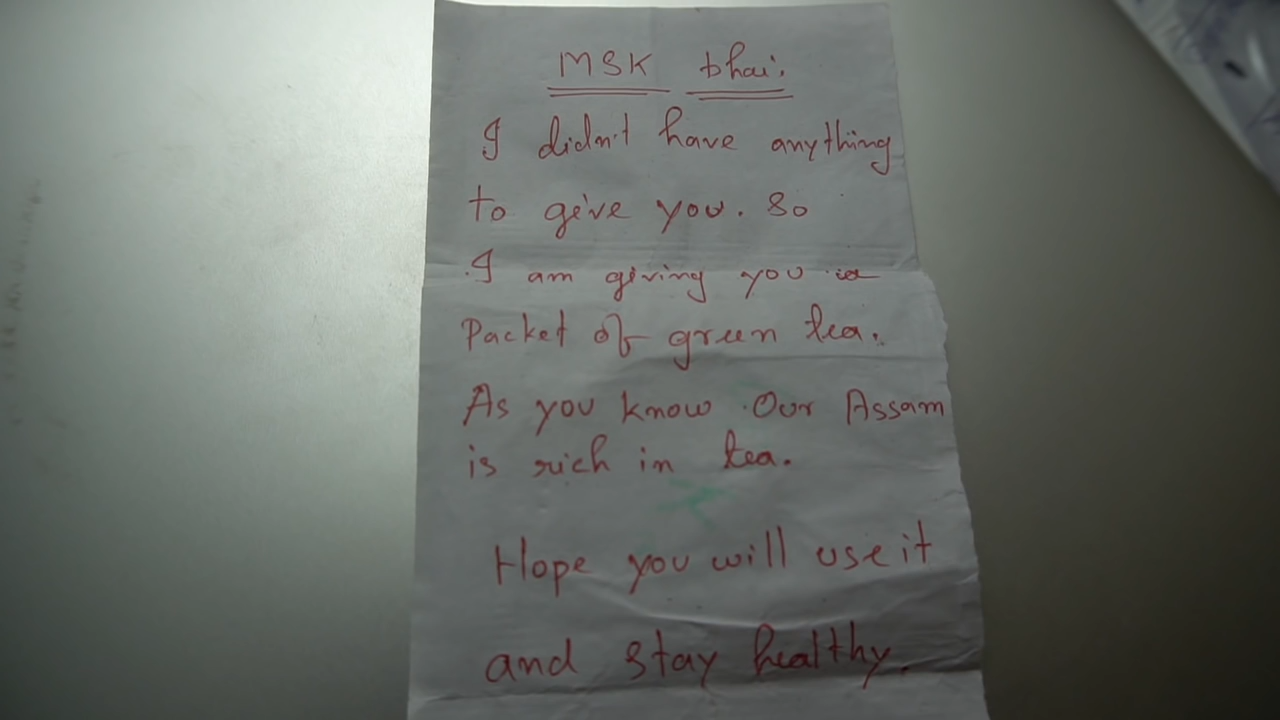 MSK bhai.
I didn't have anything
to give you. So
I am giving you a
Packet of green tea.
As you know Our Assam
is rich in tea.
Hope you will use it
and stay healthy.